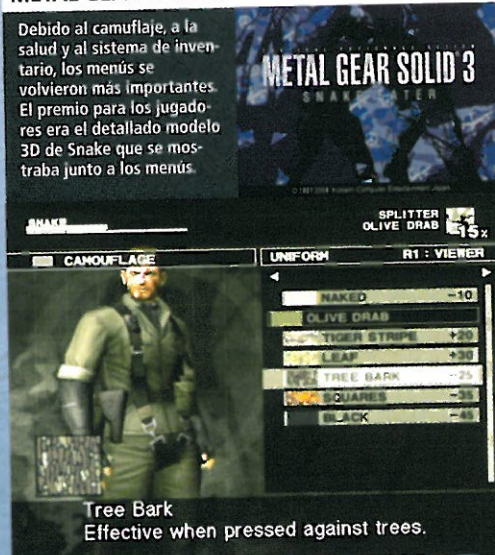 Debido al camuflaje, a la
salud y al sistema de inven-
tario, los menús se
volvieron más importantes.
El premio para los jugado-
res era el detallado modelo
3D de Snake que se mos-
traba junto a los menús.
METAL GEAR SOLID 3
SNAKE EATER
SNAKE
SPLITTER
OLIVE DRAB
15%
CAMOUFLAGE
UNIFORM R1 : VIEWER
NAKED -10
OLIVE DRAB
TIGER STRIPE +20
LEAF +30
TREE BARK -25
SQUARES -35
BLACK -45
Tree Bark
Effective when pressed against trees.